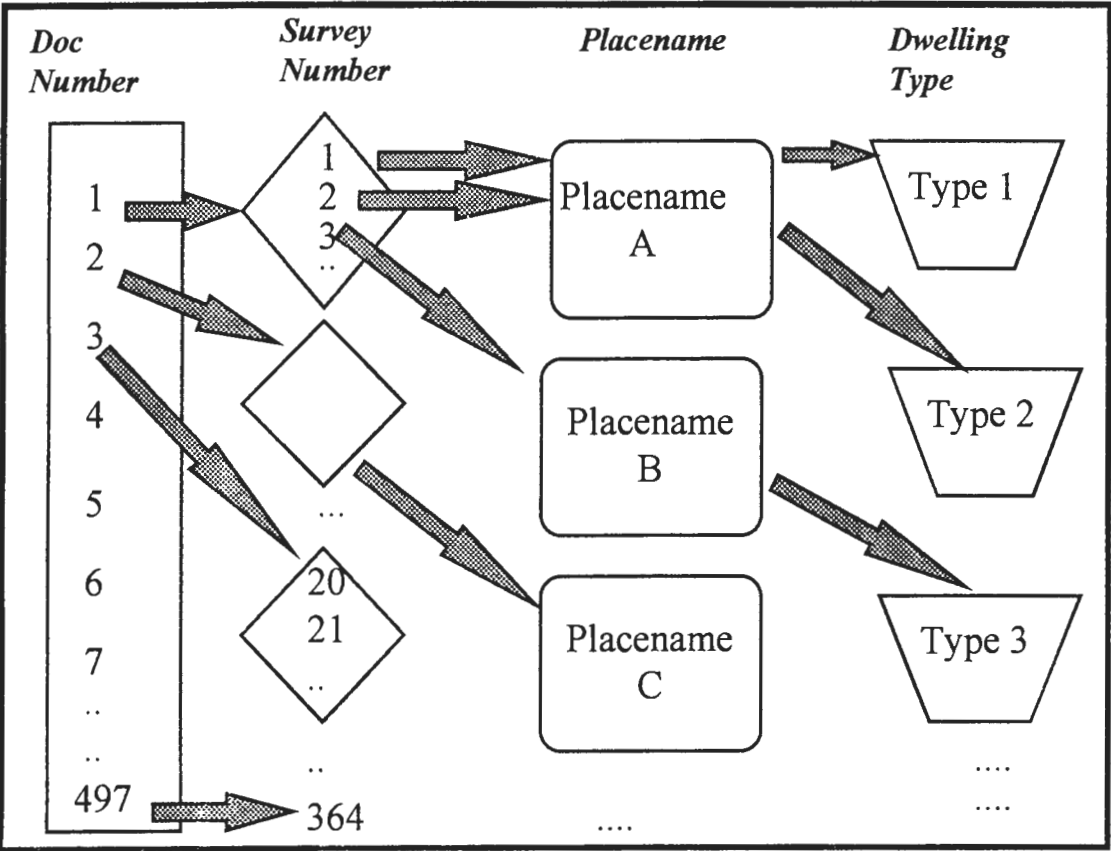 Doc
Number
Survey
Number
Placename
Dwelling
Type
1
2
3
4
5
6
7
..
..
497
1
2
3
..
...
20
21
..
..
364
Placename
A
Placename
B
Placename
C
....
Type 1
Type 2
Type 3
....
....